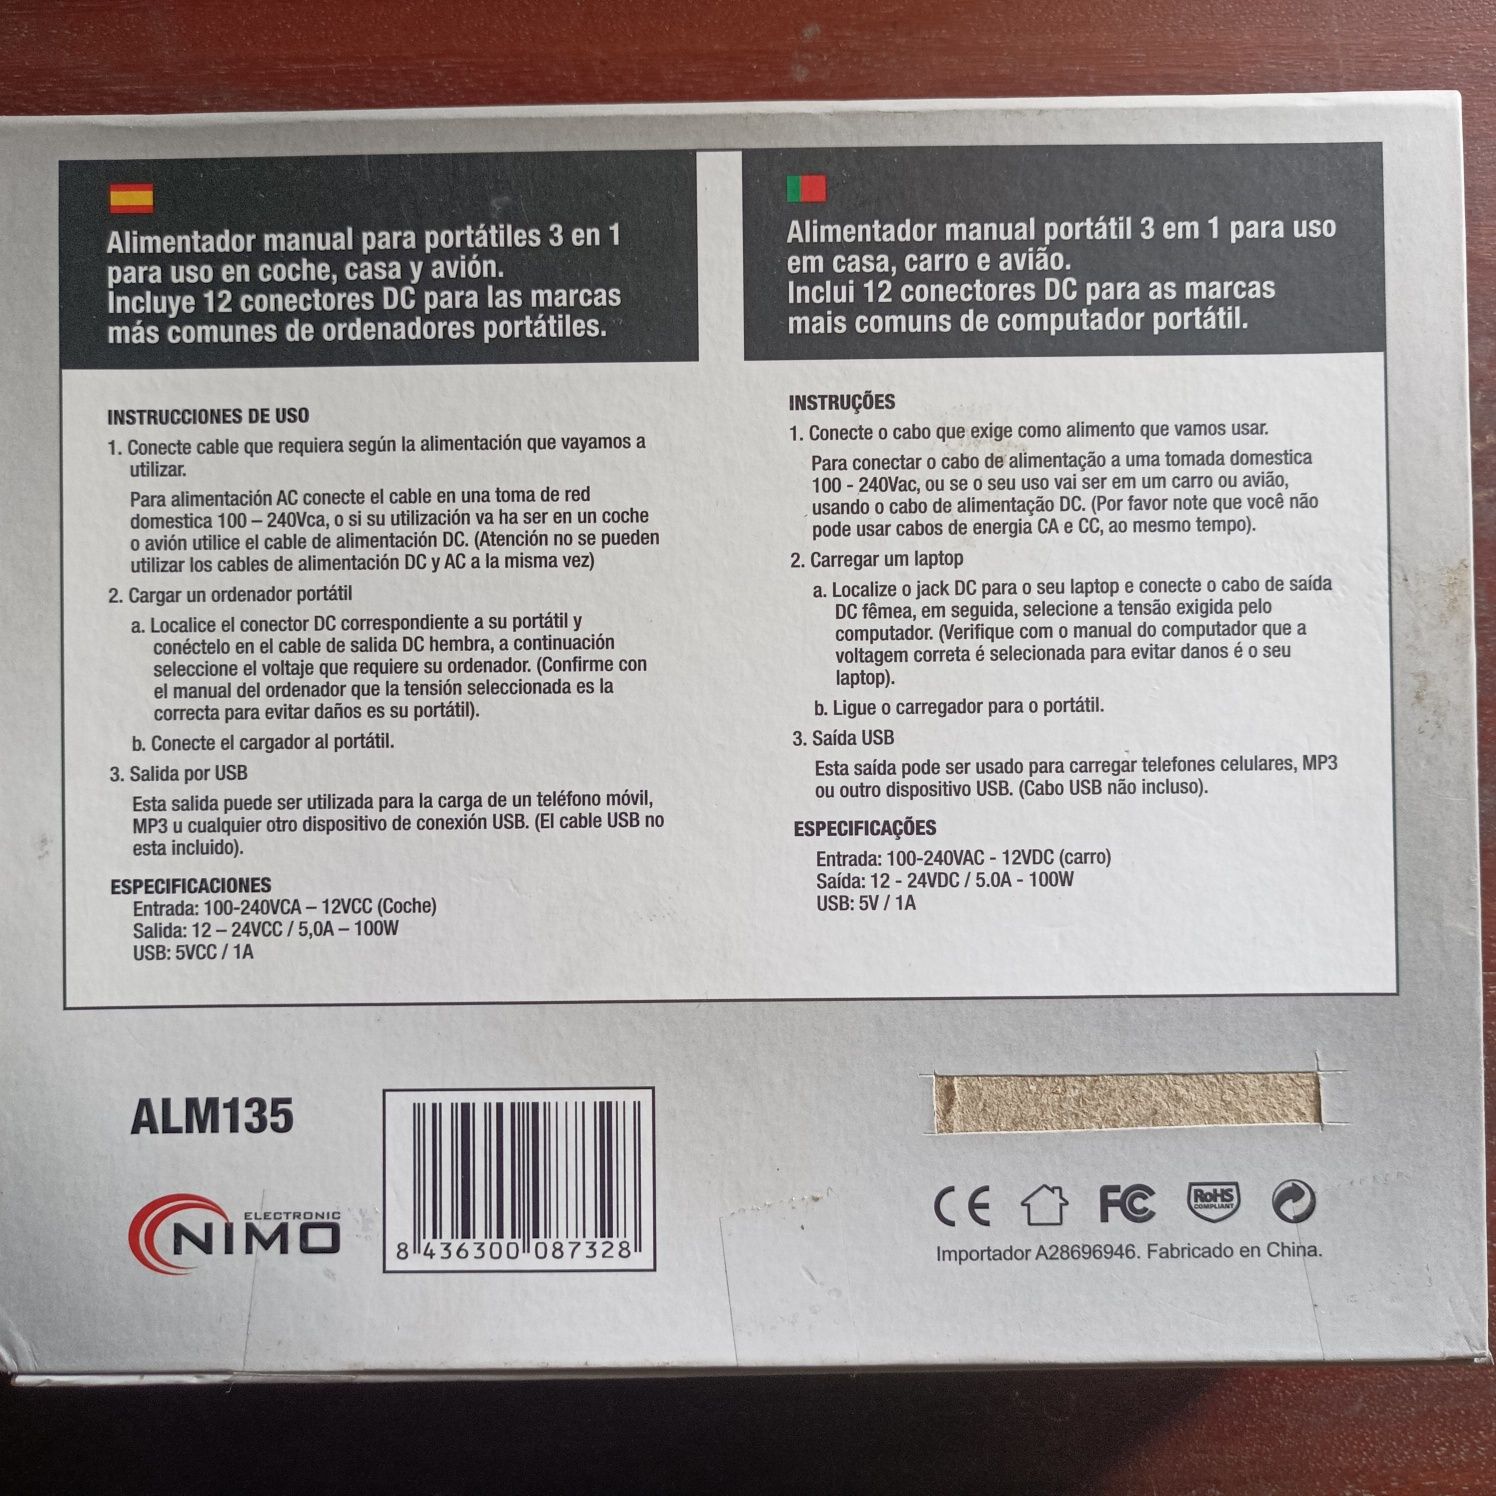 Alimentador manual para portátiles 3 en 1
para uso en coche, casa y avión.
Incluye 12 conectores DC para las marcas
más comunes de ordenadores portátiles.
INSTRUCCIONES DE USO
1. Conecte cable que requiera según la alimentación que vayamos a
utilizar.
Para alimentación AC conecte el cable en una toma de red
domestica 100 – 240Vca, o si su utilización va ha ser en un coche
o avión utilice el cable de alimentación DC. (Atención no se pueden
utilizar los cables de alimentación DC y AC a la misma vez)
2. Cargar un ordenador portátil
a. Localice el conector DC correspondiente a su portátil y
conéctelo en el cable de salida DC hembra, a continuación
seleccione el voltaje que requiere su ordenador. (Confirme con
el manual del ordenador que la tensión seleccionada es la
correcta para evitar daños es su portátil).
b. Conecte el cargador al portátil.
3. Salida por USB
Esta salida puede ser utilizada para la carga de un teléfono móvil,
MP3 u cualquier otro dispositivo de conexión USB. (El cable USB no
esta incluido).
ESPECIFICACIONES
Entrada: 100-240VCA – 12VCC (Coche)
Salida: 12 – 24VCC / 5,0A – 100W
USB: 5VCC / 1A
Alimentador manual portátil 3 em 1 para uso
em casa, carro e avião.
Inclui 12 conectores DC para as marcas
mais comuns de computador portátil.
INSTRUÇÕES
1. Conecte o cabo que exige como alimento que vamos usar.
Para conectar o cabo de alimentação a uma tomada domestica
100 - 240Vac, ou se o seu uso vai ser em um carro ou avião,
usando o cabo de alimentação DC. (Por favor note que você não
pode usar cabos de energia CA e CC, ao mesmo tempo).
2. Carregar um laptop
a. Localize o jack DC para o seu laptop e conecte o cabo de saída
DC fêmea, em seguida, selecione a tensão exigida pelo
computador. (Verifique com o manual do computador que a
voltagem correta é selecionada para evitar danos é o seu
laptop).
b. Ligue o carregador para o portátil.
3. Saída USB
Esta saída pode ser usado para carregar telefones celulares, MP3
ou outro dispositivo USB. (Cabo USB não incluso).
ESPECIFICAÇÕES
Entrada: 100-240VAC - 12VDC (carro)
Saída: 12 - 24VDC / 5.0A - 100W
USB: 5V / 1A
ALM135
ELECTRONIC
NIMO
8 436300 087328
CE FC RoHS
COMPLIANT
Importador A28696946. Fabricado en China.